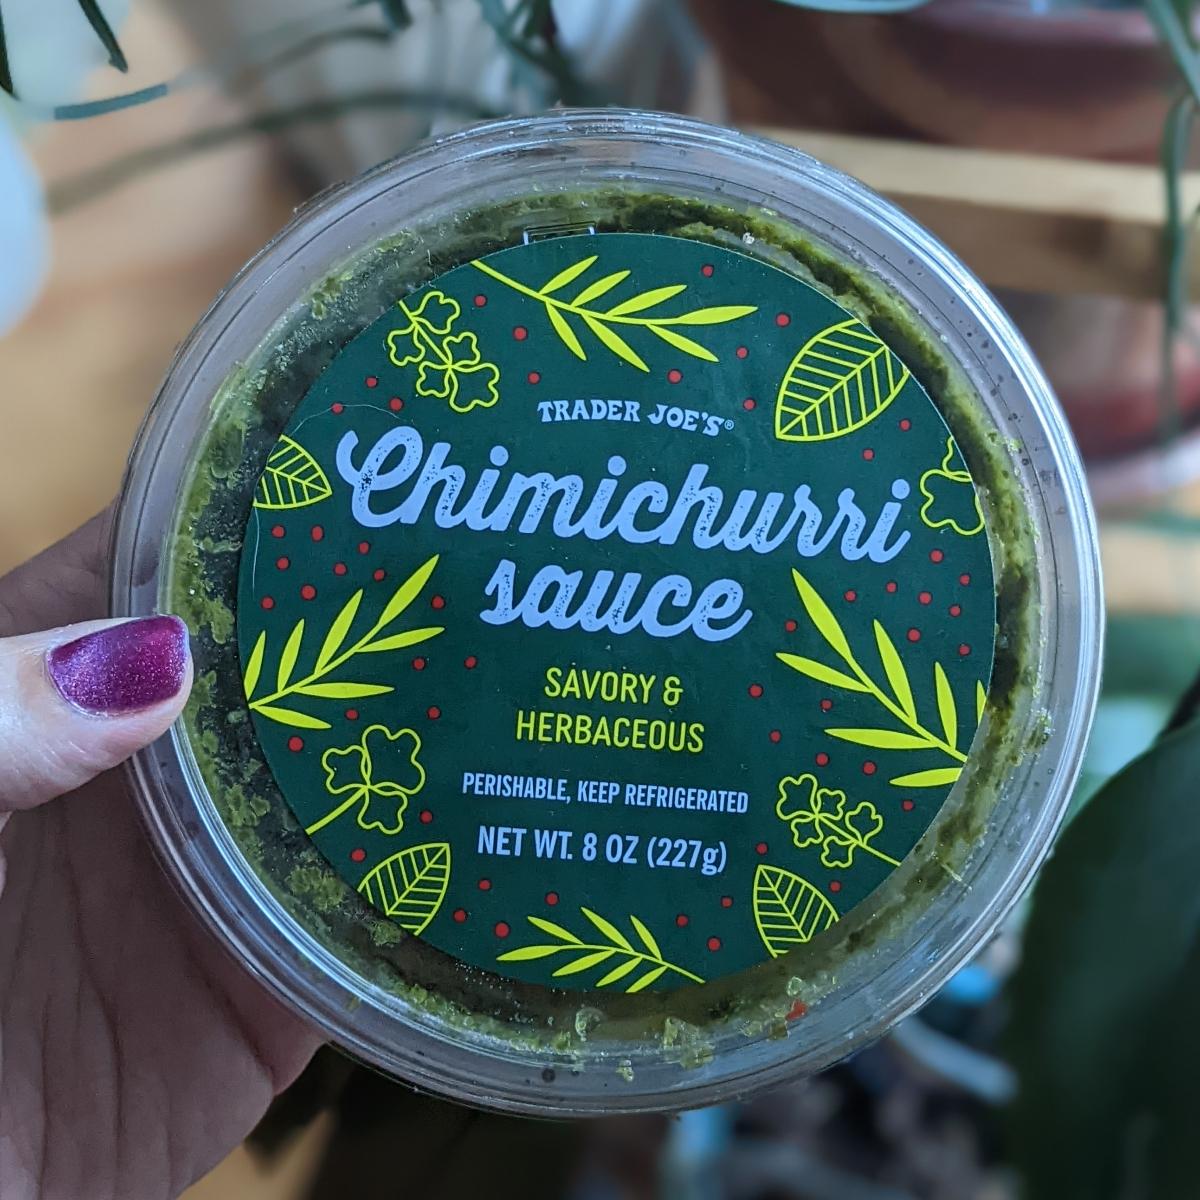 TRADER JOE'S®
Chimichurri
sauce
SAVORY &
HERBACEOUS
PERISHABLE, KEEP REFRIGERATED
NET WT. 8 OZ (227g)